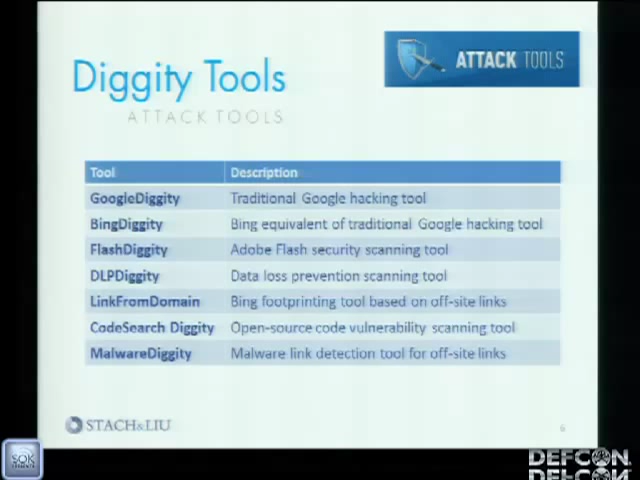 Diggity Tools
ATTACK TOOLS
ATTACK TOOLS
Tool Description
GoogleDiggity Traditional Google hacking tool
BingDiggity Bing equivalent of traditional Google hacking tool
FlashDiggity Adobe Flash security scanning tool
DLPDiggity Data loss prevention scanning tool
LinkFromDomain Bing footprinting tool based on off-site links
CodeSearch Diggity Open-source code vulnerability scanning tool
MalwareDiggity Malware link detection tool for off-site links
STACH&LIU
6
DEFCON
DEFCON